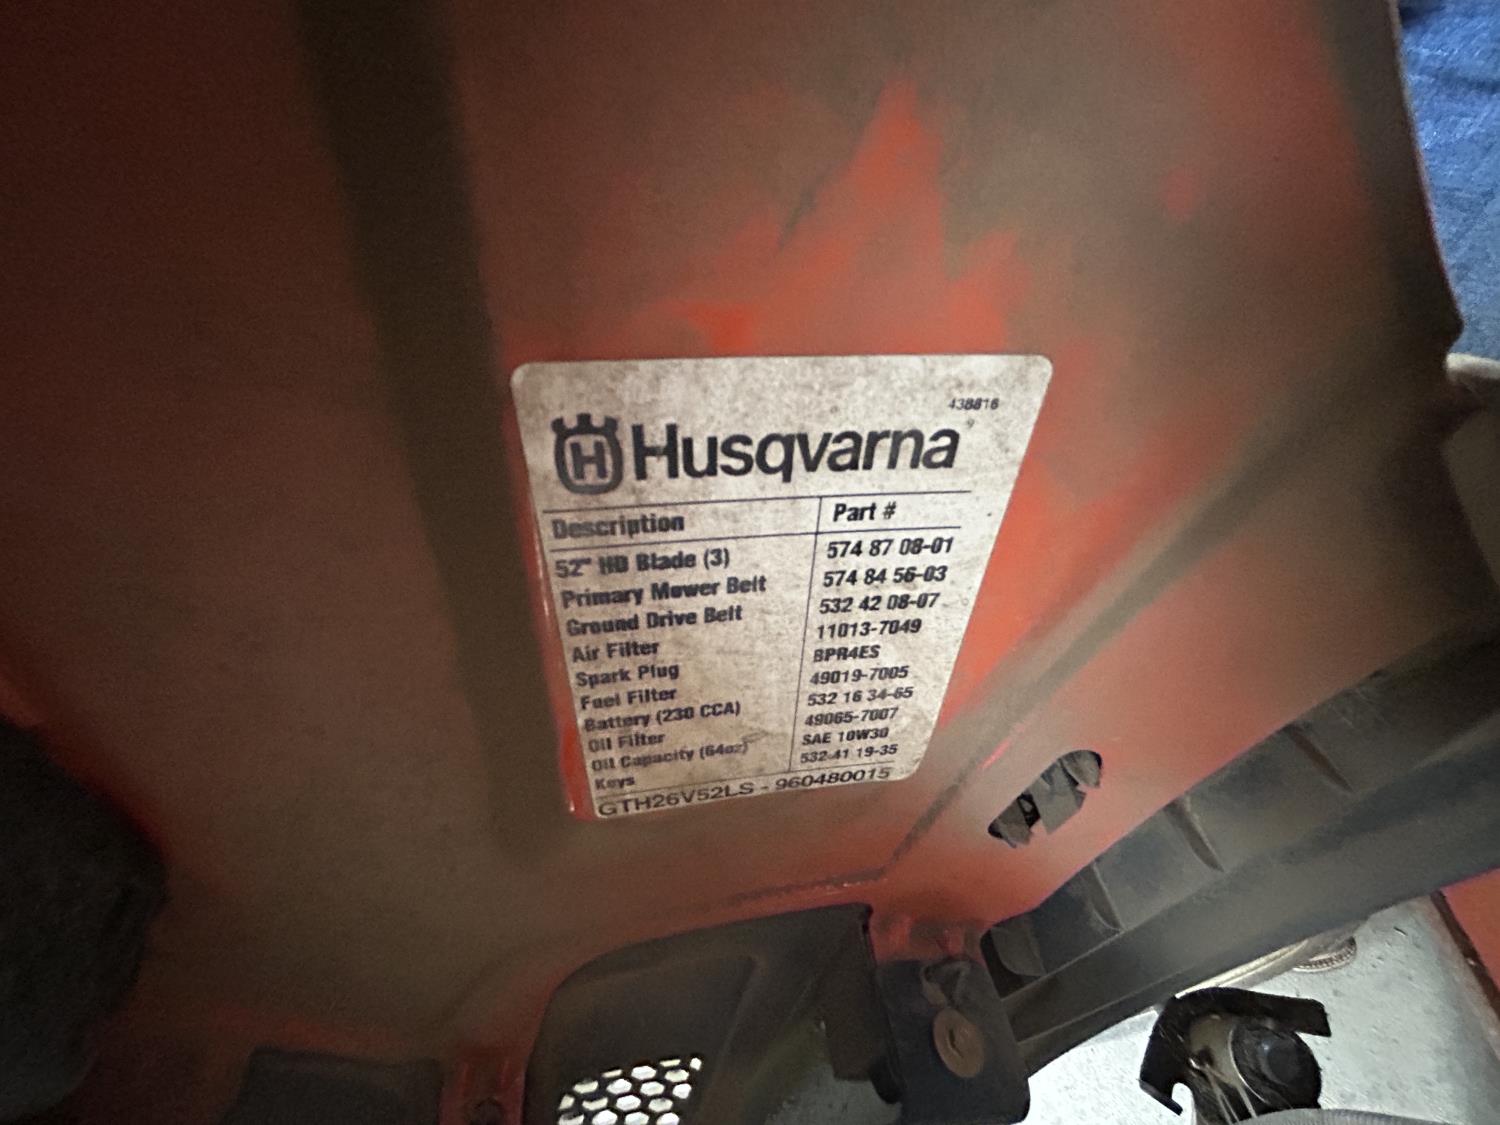 438816
Husqvarna
Description Part #
52" HD Blade (3) 574 87 08-01
Primary Mower Belt 574 84 56-03
Ground Drive Belt 532 42 08-07
Air Filter 11013-7049
Spark Plug BPR4ES
Fuel Filter 49019-7005
Battery (230 CCA) 532 16 34-65
Oil Filter 49065-7007
Oil Capacity (64oz) SAE 10W30
Keys 532 41 19-35
GTH26V52LS - 960480015